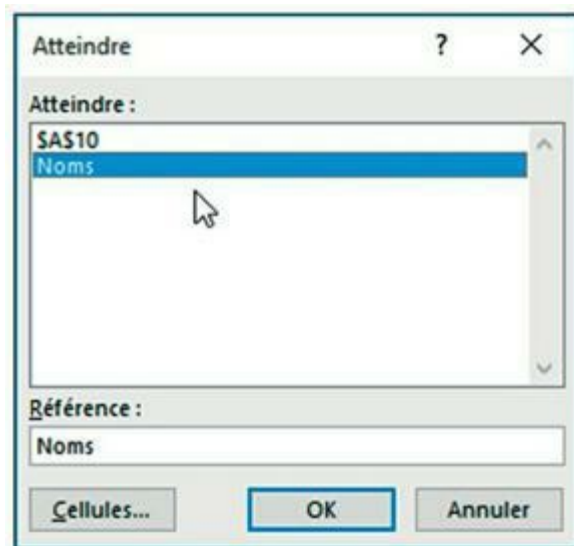 Atteindre ?
Atteindre :
$A$10
Noms
Référence :
Noms
Cellules... OK Annuler